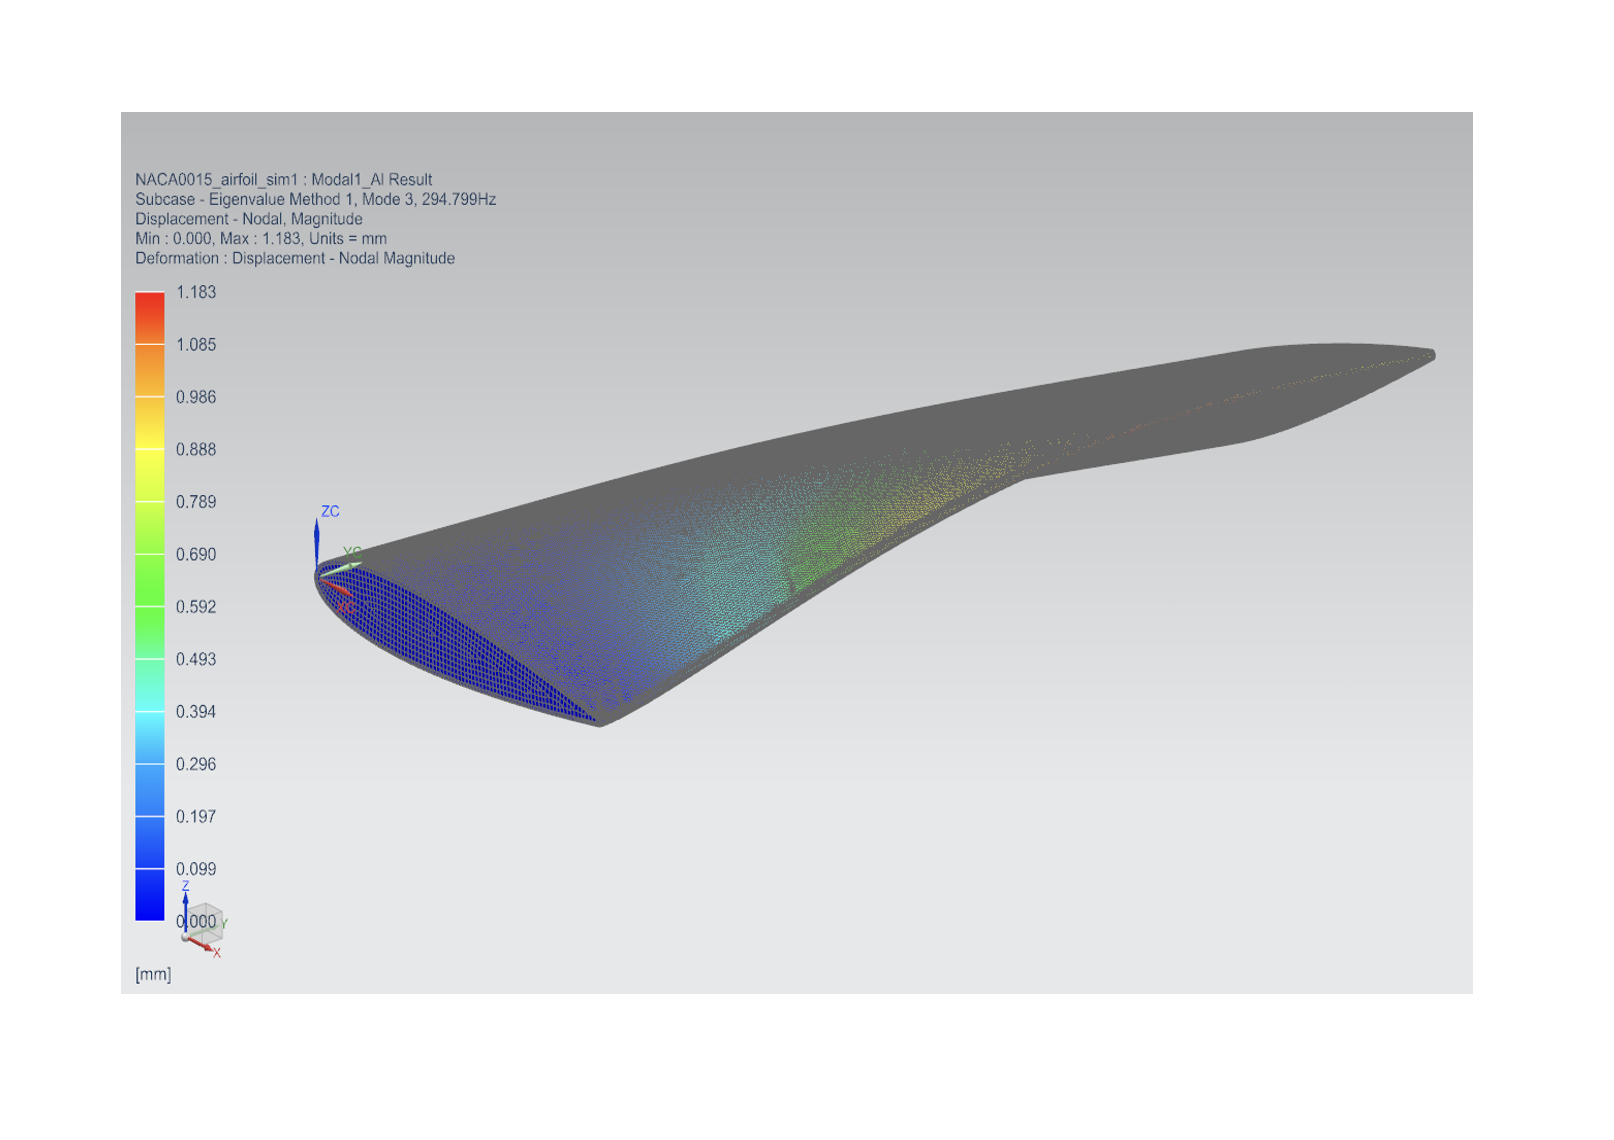 NACA0015_airfoil_sim1 : Modal1_Al Result
Subcase - Eigenvalue Method 1, Mode 3, 294.799Hz
Displacement - Nodal, Magnitude
Min : 0.000, Max : 1.183, Units = mm
Deformation : Displacement - Nodal Magnitude
1.183
1.085
0.986
0.888
0.789
0.690
0.592
0.493
0.394
0.296
0.197
0.099
0.000
[mm]
ZC
YC
XC
Z
Y
X